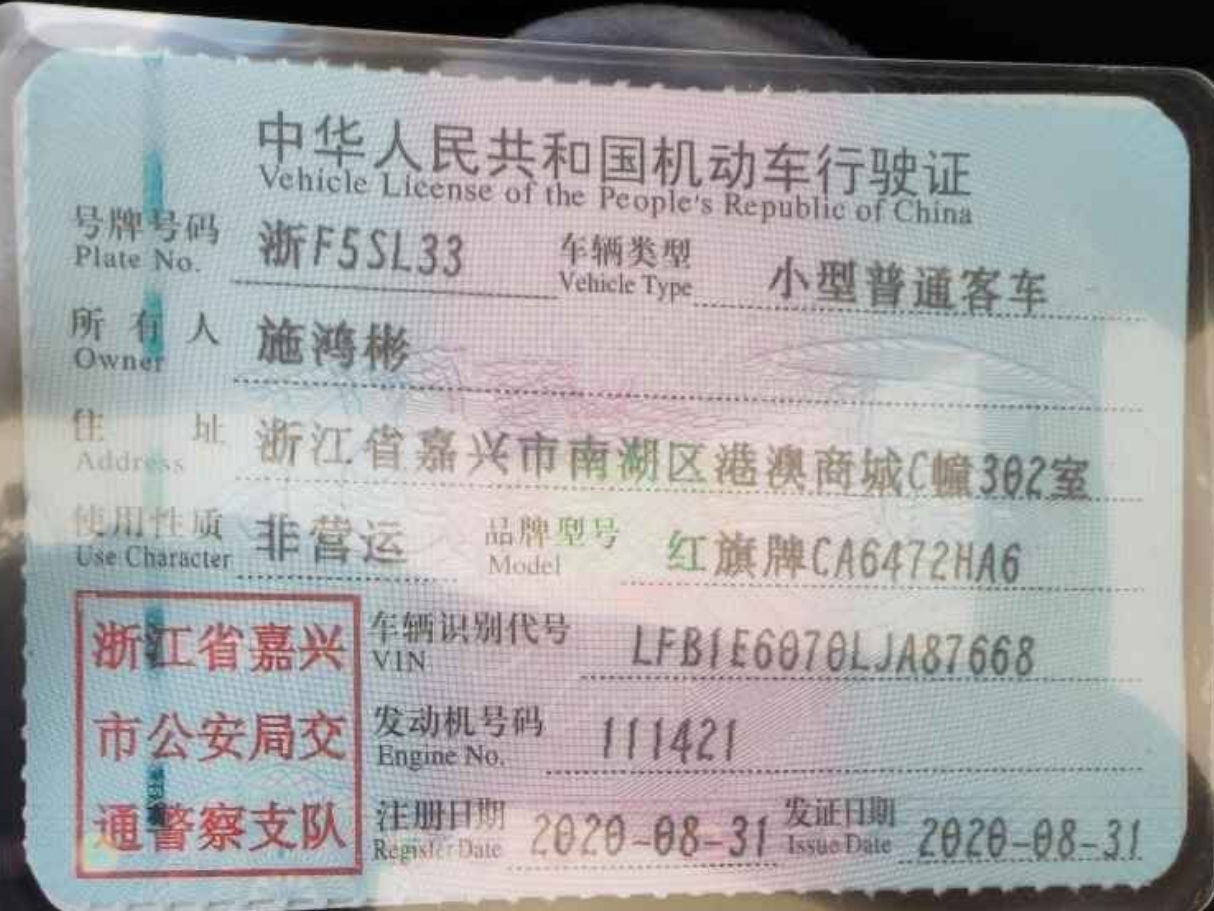 中华人民共和国机动车行驶证
Vehicle License of the People's Republic of China
号牌号码 浙F5SL33 车辆类型 小型普通客车
Plate No. Vehicle Type
所有人 施鸿彬
Owner
住址 浙江省嘉兴市南湖区港澳商城C幢302室
Address
使用性质 非营运 品牌型号 红旗牌CA6472HA6
Use Character Model
浙江省嘉兴
市公安局交
通警察支队
车辆识别代号 LFB1E6070LJA87668
VIN
发动机号码 111421
Engine No.
注册日期 2020-08-31 发证日期 2020-08-31
Register Date Issue Date